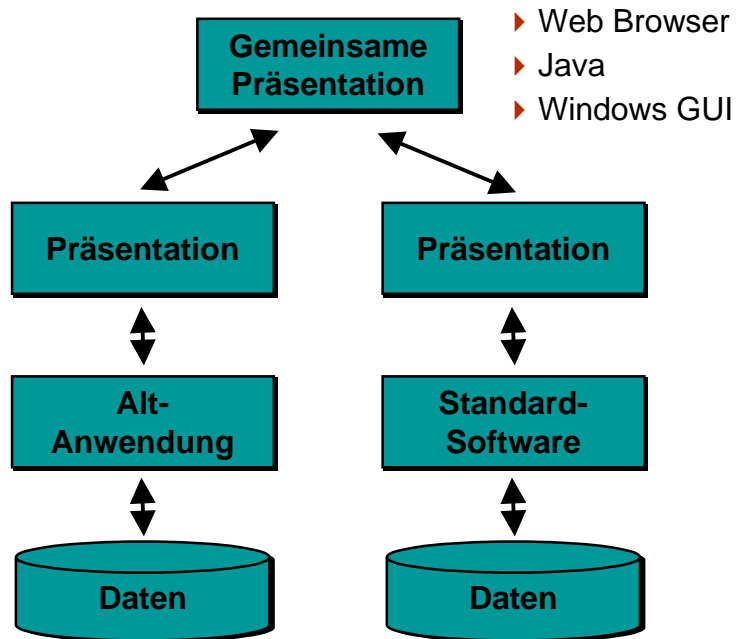 Gemeinsame
Präsentation
Web Browser
Java
Windows GUI
Präsentation
Präsentation
Alt-
Anwendung
Standard-
Software
Daten
Daten